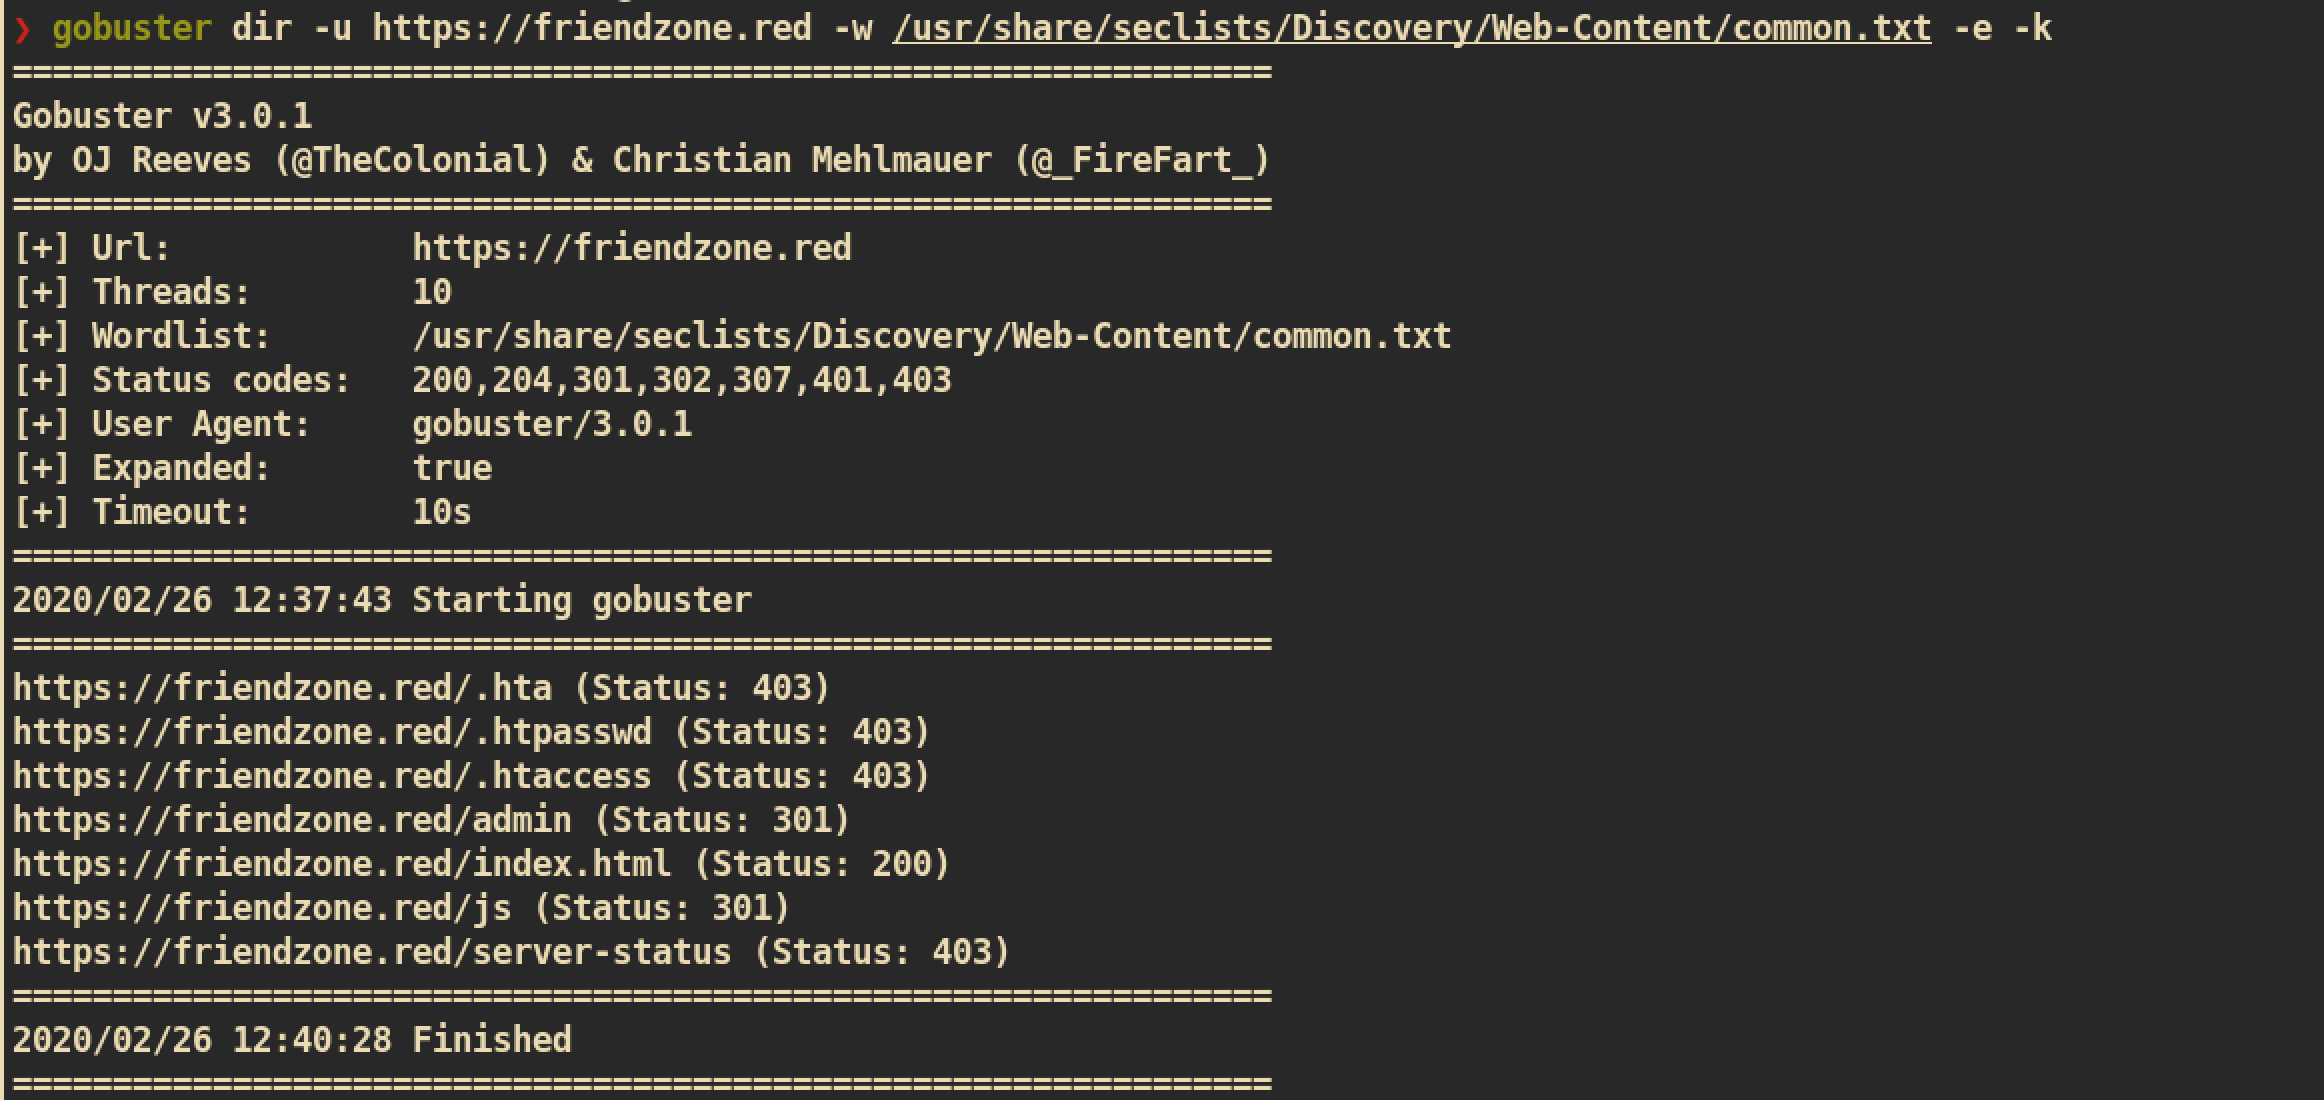 ❯ gobuster dir -u https://friendzone.red -w /usr/share/seclists/Discovery/Web-Content/common.txt -e -k
===============================================================
Gobuster v3.0.1
by OJ Reeves (@TheColonial) & Christian Mehlmauer (@_FireFart_)
===============================================================
[+] Url:            https://friendzone.red
[+] Threads:        10
[+] Wordlist:       /usr/share/seclists/Discovery/Web-Content/common.txt
[+] Status codes:   200,204,301,302,307,401,403
[+] User Agent:     gobuster/3.0.1
[+] Expanded:       true
[+] Timeout:        10s
===============================================================
2020/02/26 12:37:43 Starting gobuster
===============================================================
https://friendzone.red/.hta (Status: 403)
https://friendzone.red/.htpasswd (Status: 403)
https://friendzone.red/.htaccess (Status: 403)
https://friendzone.red/admin (Status: 301)
https://friendzone.red/index.html (Status: 200)
https://friendzone.red/js (Status: 301)
https://friendzone.red/server-status (Status: 403)
===============================================================
2020/02/26 12:40:28 Finished
===============================================================